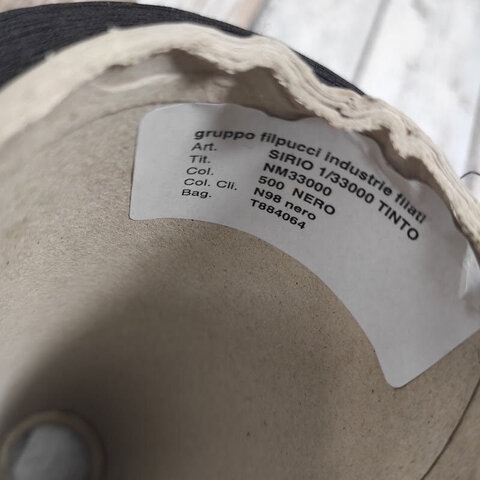 gruppo filpucci industrie filati
Art. SIRIO 1/33000 TINTO
Tit. NM33000
Col. 500 NERO
Col. Cli. N98 nero
Bag. T884064